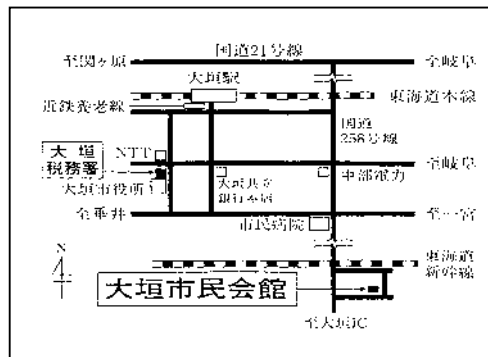 国道21号線
至関ヶ原
至岐阜
大垣駅
東海道本線
近鉄養老線
国道
258号線
大垣
税務署
NTT
至岐阜
大垣市役所
大垣共立
銀行本店
中部電力
至垂井
市民病院
至一宮
N
東海道
新幹線
大垣市民会館
至大垣IC